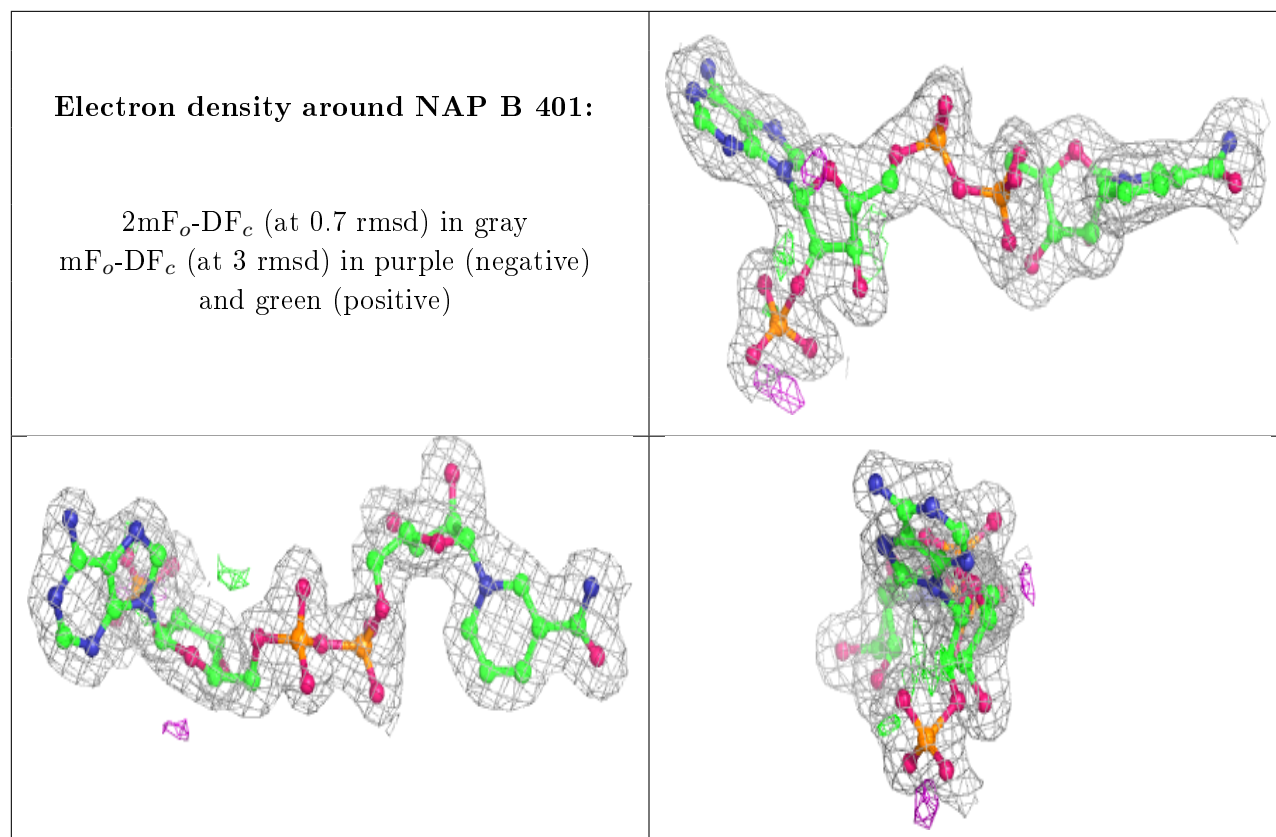 Electron density around NAP B 401:
2mFo-DFc (at 0.7 rmsd) in gray
mFo-DFc (at 3 rmsd) in purple (negative)
and green (positive)